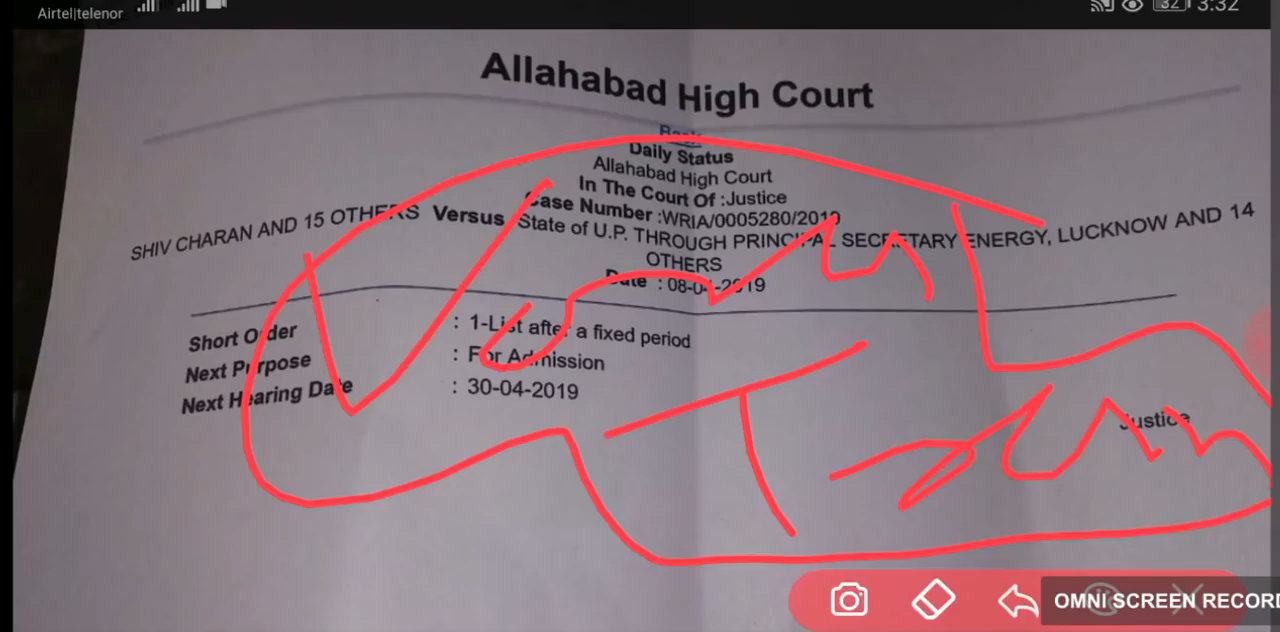 Airtel|telenor
32
3:32
Allahabad High Court
Daily Status
Allahabad High Court
In The Court Of :Justice
Case Number :WRIA/0005280/2019
SHIV CHARAN AND 15 OTHERS Versus State of U.P. THROUGH PRINCIPAL SECRETARY ENERGY, LUCKNOW AND 14
OTHERS
Date : 08-04-2019
Short Order : 1-List after a fixed period
Next Purpose : For Admission
Next Hearing Date : 30-04-2019
Justice
OMNI SCREEN RECORD